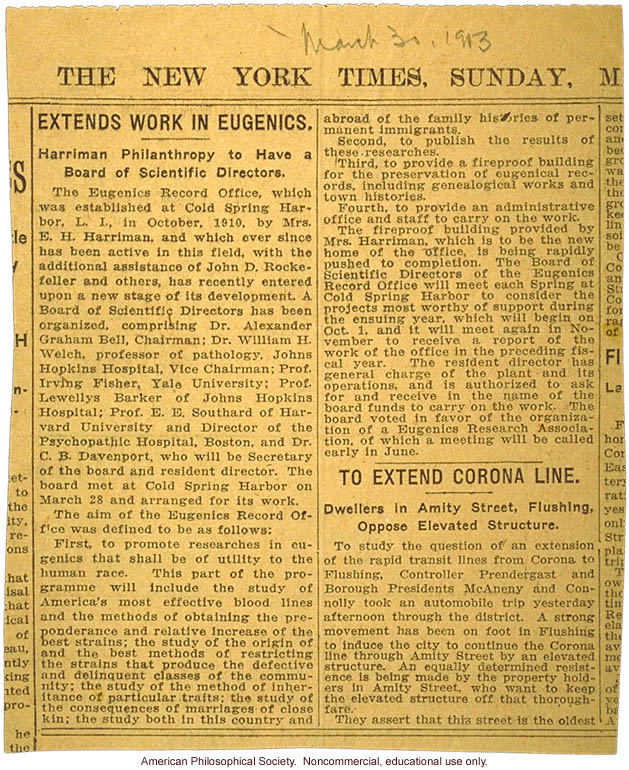 March 30, 1913
THE NEW YORK TIMES, SUNDAY, M
EXTENDS WORK IN EUGENICS.
Harriman Philanthropy to Have a
Board of Scientific Directors.
The Eugenics Record Office, which
was established at Cold Spring Har-
bor, L. I., in October, 1910, by Mrs.
E. H. Harriman, and which ever since
has been active in this field, with the
additional assistance of John D. Rocke-
feller and others, has recently entered
upon a new stage of its development. A
Board of Scientific Directors has been
organized, comprising Dr. Alexander
Graham Bell, Chairman; Dr. William H.
Welch, professor of pathology, Johns
Hopkins Hospital, Vice Chairman; Prof.
Irving Fisher, Yale University; Prof.
Lewellys Barker of Johns Hopkins
Hospital; Prof. E. E. Southard of Har-
vard University and Director of the
Psychopathic Hospital, Boston, and Dr.
C. B. Davenport, who will be Secretary
of the board and resident director. The
board met at Cold Spring Harbor on
March 28 and arranged for its work.
The aim of the Eugenics Record Of-
fice was defined to be as follows:
First, to promote researches in eu-
genics that shall be of utility to the
human race. This part of the pro-
gramme will include the study of
America's most effective blood lines
and the methods of obtaining the pre-
ponderance and relative increase of the
best strains; the study of the origin of
and the best methods of restricting
the strains that produce the defective
and delinquent classes of the commu-
nity; the study of the method of inher-
itance of particular traits; the study of
the consequences of marriages of close
kin; the study both in this country and
abroad of the family histories of per-
manent immigrants.
Second, to publish the results of
these researches.
Third, to provide a fireproof building
for the preservation of eugenical rec-
ords, including genealogical works and
town histories.
Fourth, to provide an administrative
office and staff to carry on the work.
The fireproof building provided by
Mrs. Harriman, which is to be the new
home of the office, is being rapidly
pushed to completion. The Board of
Scientific Directors of the Eugenics
Record Office will meet each Spring at
Cold Spring Harbor to consider the
projects most worthy of support during
the ensuing year, which will begin on
Oct. 1, and it will meet again in No-
vember to receive a report of the
work of the office in the preceding fis-
cal year. The resident director has
general charge of the plant and its
operations, and is authorized to ask
for and receive in the name of the
board funds to carry on the work. The
board voted in favor of the organiza-
tion of a Eugenics Research Associa-
tion, of which a meeting will be called
early in June.
TO EXTEND CORONA LINE.
Dwellers in Amity Street, Flushing,
Oppose Elevated Structure.
To study the question of an extension
of the rapid transit lines from Corona to
Flushing, Controller Prendergast and
Borough Presidents McAneny and Con-
nolly took an automobile trip yesterday
afternoon through the district. A strong
movement has been on foot in Flushing
to induce the city to continue the Corona
line through Amity Street by an elevated
structure. An equally determined resist-
ence is being made by the property hold-
ers in Amity Street, who want to keep
the elevated structure off that thorough-
fare.
They assert that this street is the oldest
American Philosophical Society. Noncommercial, educational use only.